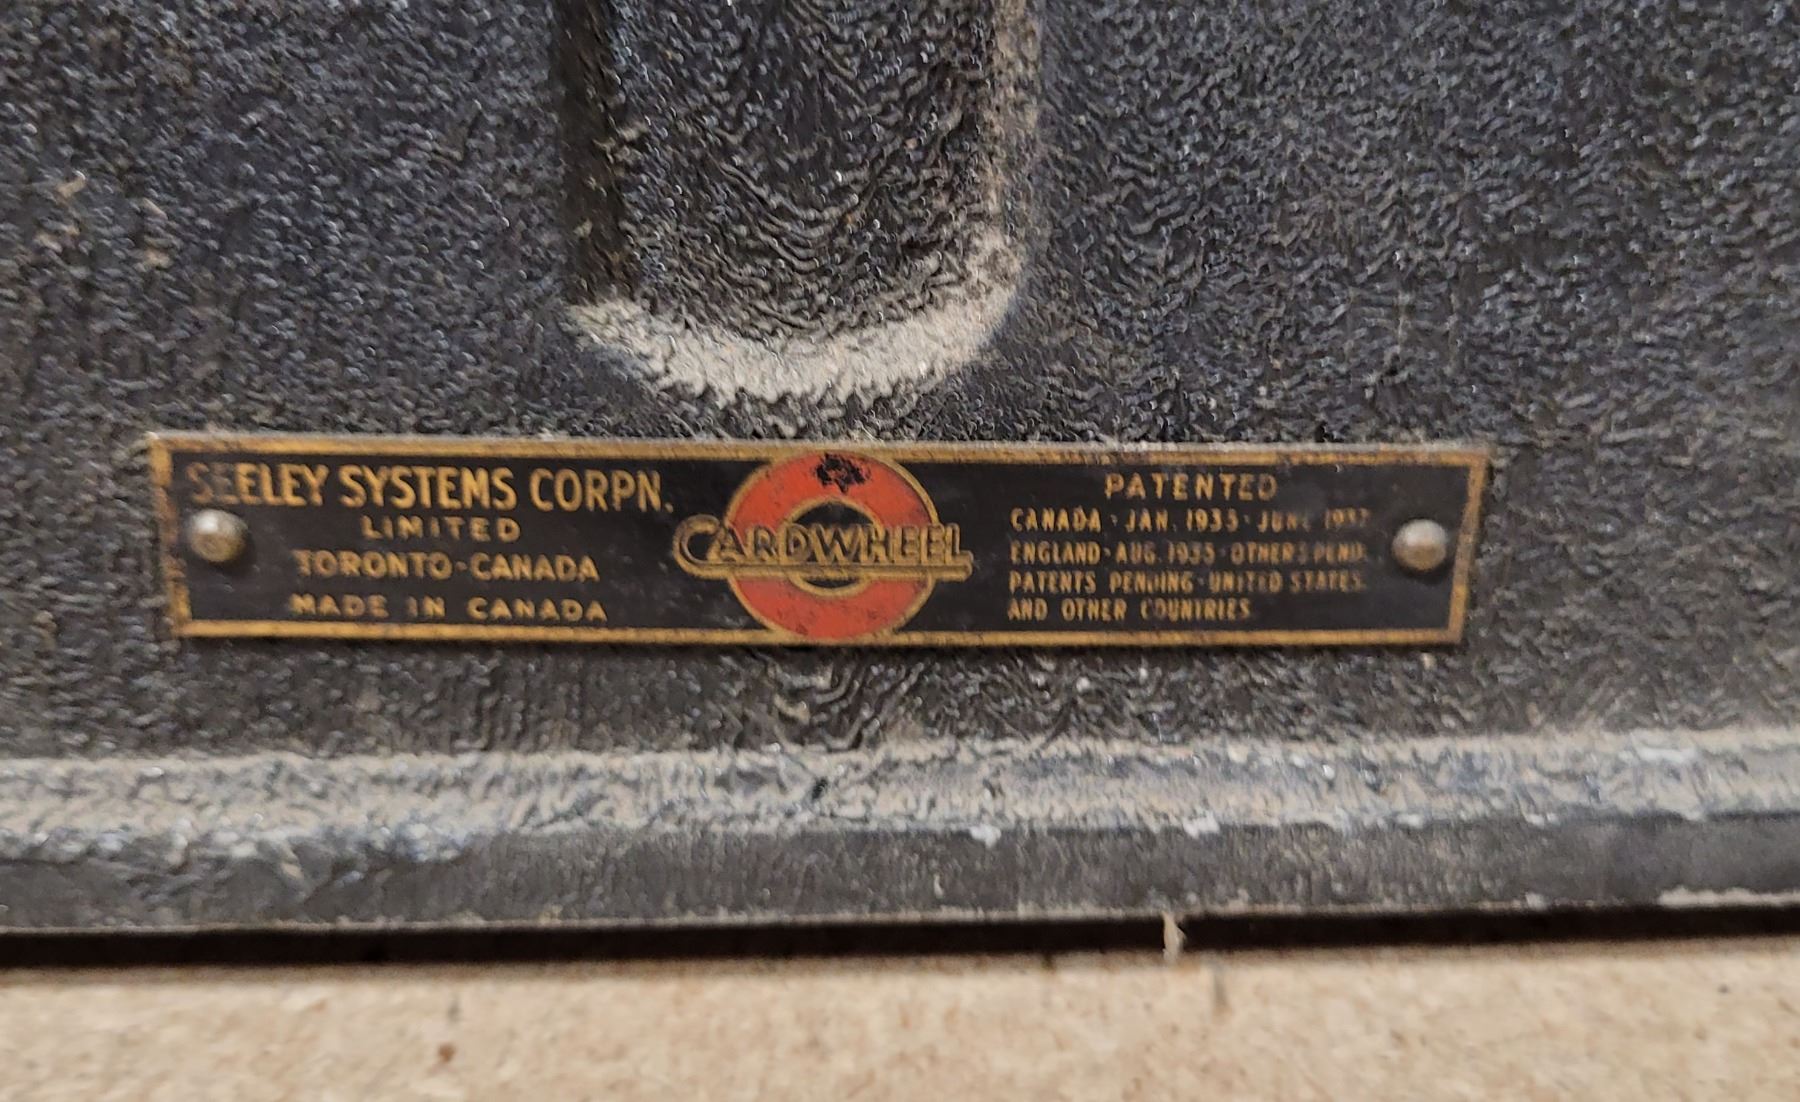 SEELEY SYSTEMS CORPN.
LIMITED
TORONTO-CANADA
MADE IN CANADA
CARDWHEEL
PATENTED
CANADA - JAN. 1935 - JUNE 1937
ENGLAND - AUG. 1935 - OTHERS PEND.
PATENTS PENDING - UNITED STATES
AND OTHER COUNTRIES